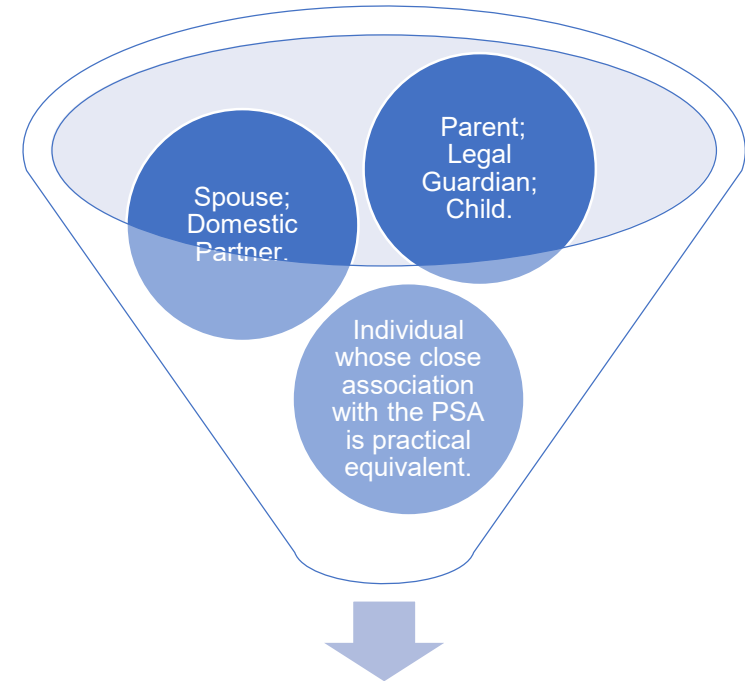 Parent;
Legal
Guardian;
Child.
Spouse;
Domestic
Partner.
Individual
whose close
association
with the PSA
is practical
equivalent.